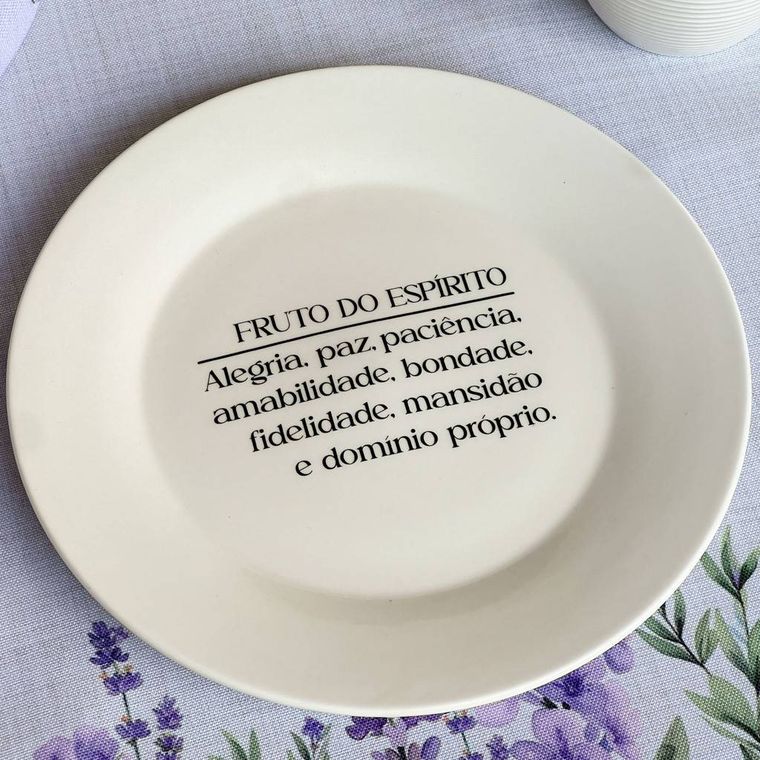 FRUTO DO ESPÍRITO
Alegria, paz, paciência,
amabilidade, bondade,
fidelidade, mansidão
e domínio próprio.